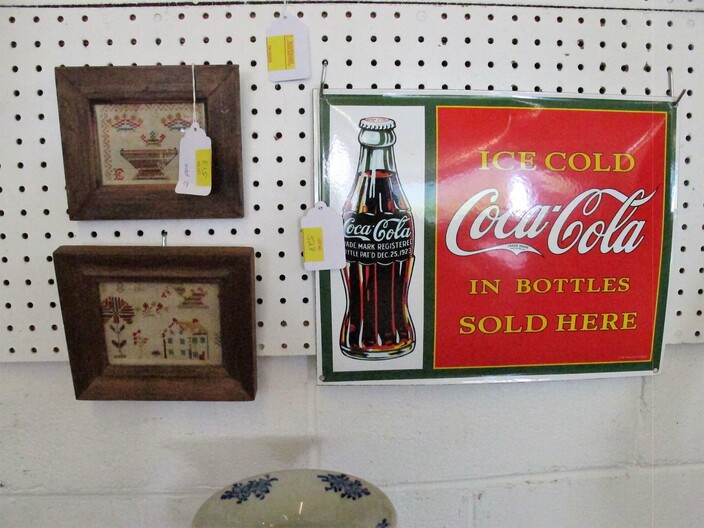 ICE COLD
Coca-Cola
IN BOTTLES
SOLD HERE
Coca-Cola
TRADE MARK REGISTERED
BOTTLE PAT'D DEC. 25, 1923